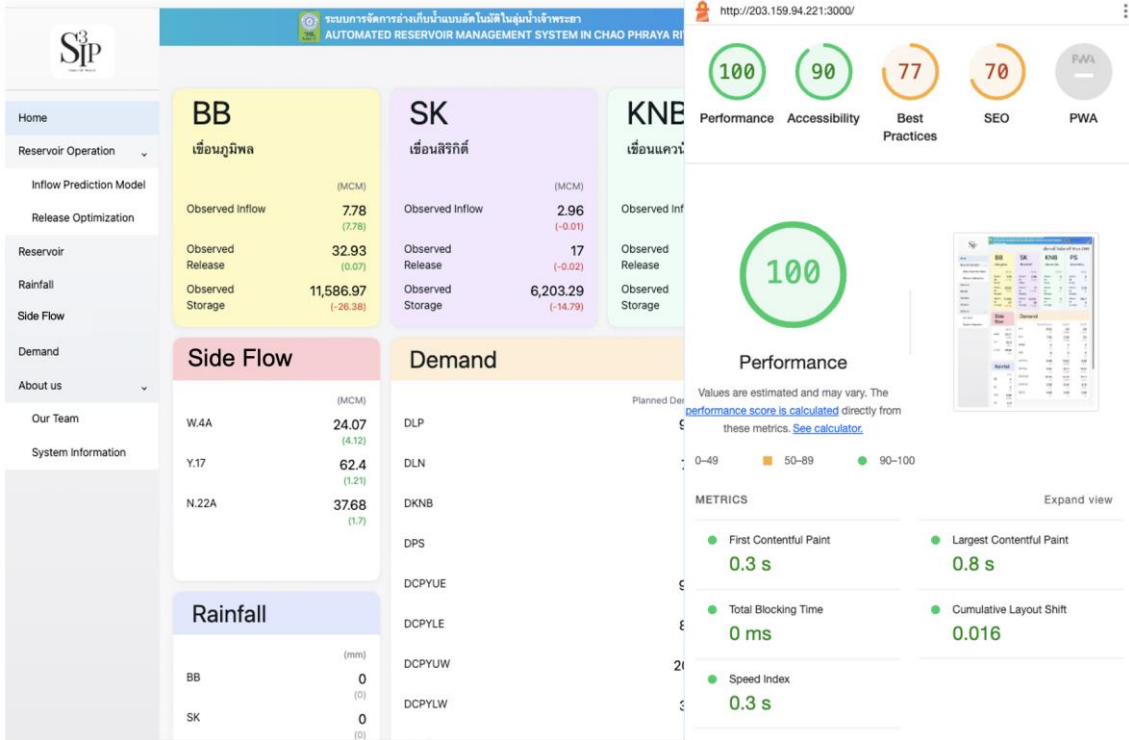 S3IP
Home
Reservoir Operation
Inflow Prediction Model
Release Optimization
Reservoir
Rainfall
Side Flow
Demand
About us
Our Team
System Information
ระบบการจัดการอ่างเก็บน้ำแบบอัตโนมัติในลุ่มน้ำเจ้าพระยา
AUTOMATED RESERVOIR MANAGEMENT SYSTEM IN CHAO PHRAYA
BB
เขื่อนภูมิพล
(MCM)
Observed Inflow 7.78
(7.78)
Observed Release 32.93
(0.07)
Observed Storage 11,586.97
(-26.38)
SK
เขื่อนสิริกิติ์
(MCM)
Observed Inflow 2.96
(-0.01)
Observed Release 17
(-0.02)
Observed Storage 6,203.29
(-14.79)
KNB
Observed
Observed
Release
Observed
Storage
Side Flow
(MCM)
W.4A 24.07
(4.12)
Y.17 62.4
(1.21)
N.22A 37.68
(1.7)
Rainfall
(mm)
BB 0
(0)
SK 0
(0)
Demand
Planned
DLP
DLN
DKNB
DPS
DCPYUE
DCPYLE
DCPYUW
DCPYLW
http://203.159.94.221:3000/
100 90 77 70 PWA
Performance Accessibility Best Practices SEO PWA
100
Performance
Values are estimated and may vary. The
performance score is calculated directly from
these metrics. See calculator.
0–49 50–89 90–100
METRICS Expand view
First Contentful Paint
0.3 s
Largest Contentful Paint
0.8 s
Total Blocking Time
0 ms
Cumulative Layout Shift
0.016
Speed Index
0.3 s